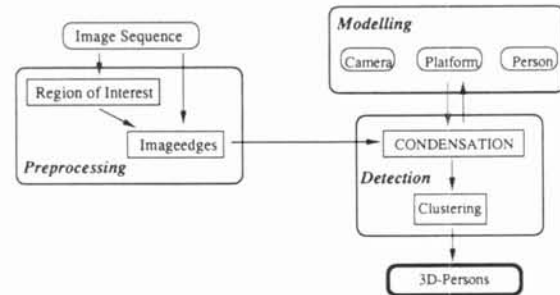 Image Sequence
Region of Interest
Imageedges
Preprocessing
Modelling
Camera
Platform
Person
CONDENSATION
Detection
Clustering
3D-Persons